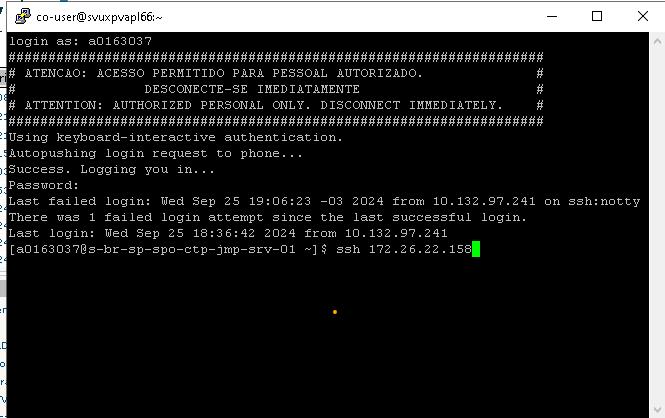 co-user@svuxpvapl66:~
login as: a0163037
###################################################################
# ATENCAO: ACESSO PERMITIDO PARA PESSOAL AUTORIZADO. #
# DESCONECTE-SE IMEDIATAMENTE #
# ATTENTION: AUTHORIZED PERSONAL ONLY. DISCONNECT IMMEDIATELY. #
###################################################################
Using keyboard-interactive authentication.
Autopushing login request to phone...
Success. Logging you in...
Password:
Last failed login: Wed Sep 25 19:06:23 -03 2024 from 10.132.97.241 on ssh:notty
There was 1 failed login attempt since the last successful login.
Last login: Wed Sep 25 18:36:42 2024 from 10.132.97.241
[a0163037@s-br-sp-spo-ctp-jmp-srv-01 ~]$ ssh 172.26.22.158